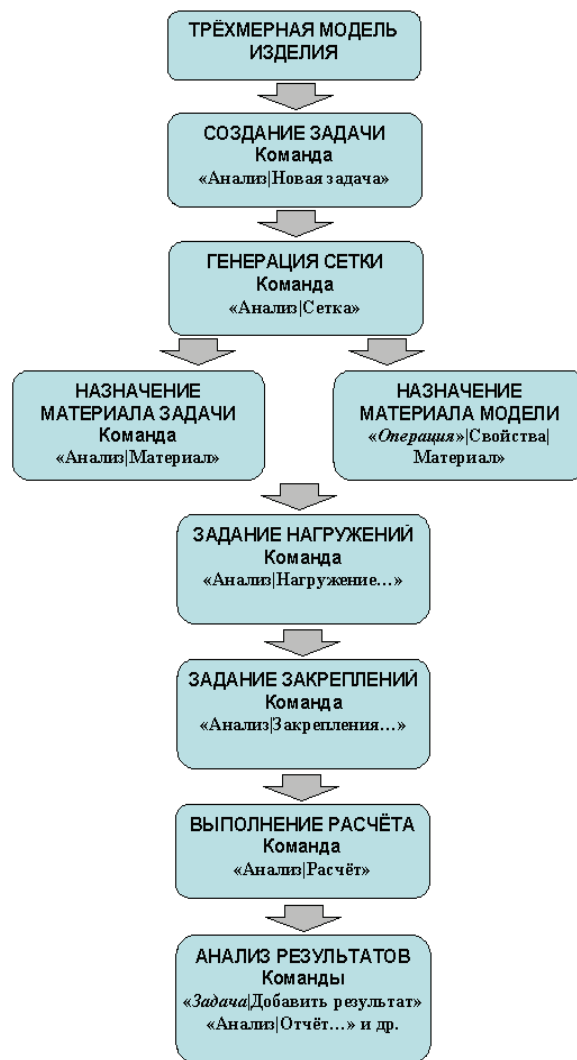 ТРЁХМЕРНАЯ МОДЕЛЬ
ИЗДЕЛИЯ
СОЗДАНИЕ ЗАДАЧИ
Команда
«Анализ|Новая задача»
ГЕНЕРАЦИЯ СЕТКИ
Команда
«Анализ|Сетка»
НАЗНАЧЕНИЕ
МАТЕРИАЛА ЗАДАЧИ
Команда
«Анализ|Материал»
НАЗНАЧЕНИЕ
МАТЕРИАЛА МОДЕЛИ
«Операция»|Свойства|
Материал»
ЗАДАНИЕ НАГРУЖЕНИЙ
Команда
«Анализ|Нагружение...»
ЗАДАНИЕ ЗАКРЕПЛЕНИЙ
Команда
«Анализ|Закрепления...»
ВЫПОЛНЕНИЕ РАСЧЁТА
Команда
«Анализ|Расчёт»
АНАЛИЗ РЕЗУЛЬТАТОВ
Команды
«Задача|Добавить результат»
«Анализ|Отчёт...» и др.